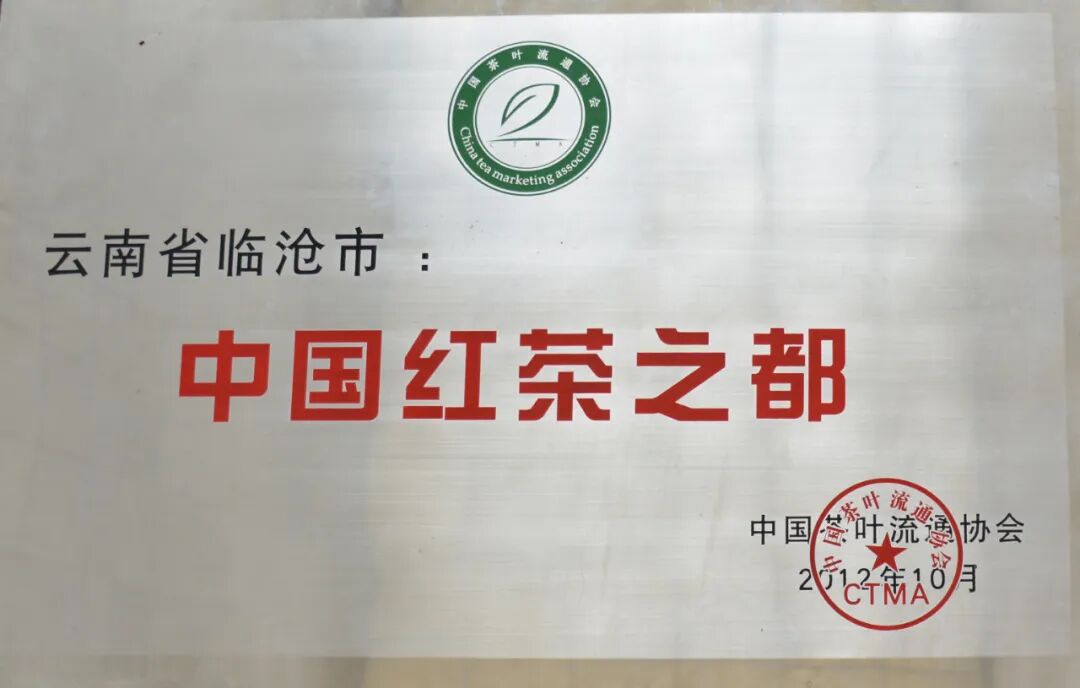 中国茶叶流通协会
CTMA
China tea marketing association
云南省临沧市：
中国红茶之都
中国茶叶流通协会
2012年10月
中国茶叶流通协会
CTMA